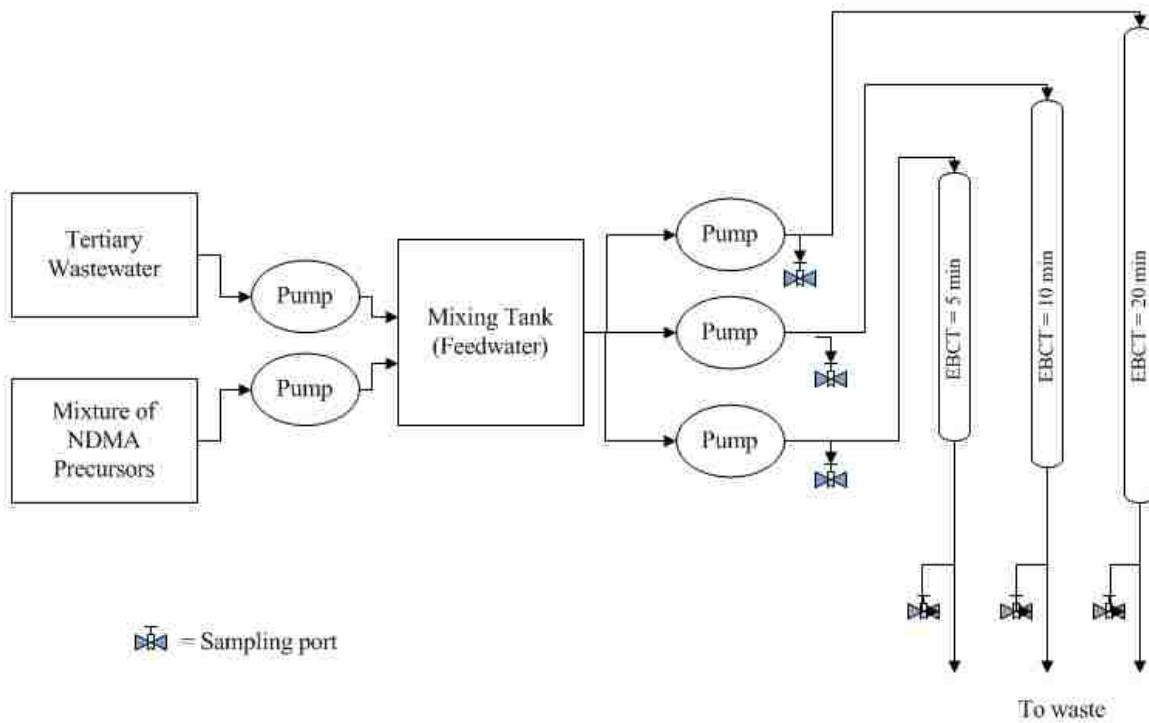 Tertiary
Wastewater
Pump
Mixture of
NDMA
Precursors
Pump
Mixing Tank
(Feedwater)
Pump
Pump
Pump
EBCT = 5 min
EBCT = 10 min
EBCT = 20 min
= Sampling port
To waste